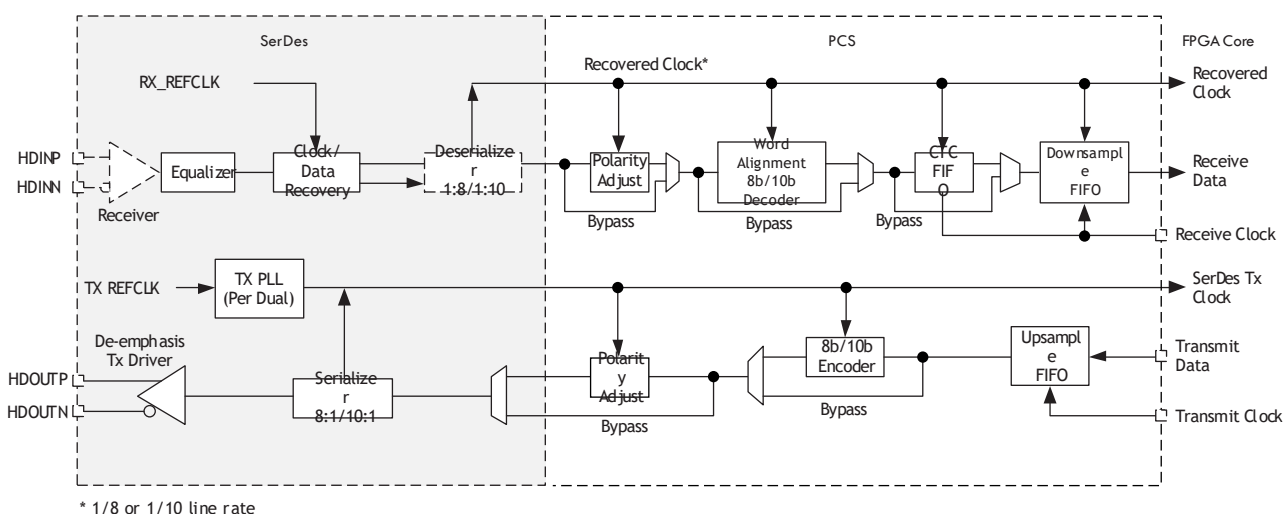 SerDes
PCS
FPGA Core
RX_REFCLK
Recovered Clock*
Recovered
Clock
HDINP
HDINN
Receiver
Equalizer
Clock/
Data
Recovery
Deserialize
r
1:8/1:10
Polarity
Adjust
Bypass
Word
Alignment
8b/10b
Decoder
Bypass
CTC
FIF
O
Bypass
Downsampl
e
FIFO
Receive
Data
Receive Clock
TX REFCLK
TX PLL
(Per Dual)
SerDes Tx
Clock
De-emphasis
Tx Driver
HDOUTP
HDOUTN
Serialize
r
8:1/10:1
Polarit
y
Adjust
Bypass
8b/10b
Encoder
Bypass
Upsampl
e
FIFO
Transmit
Data
Transmit Clock
* 1/8 or 1/10 line rate